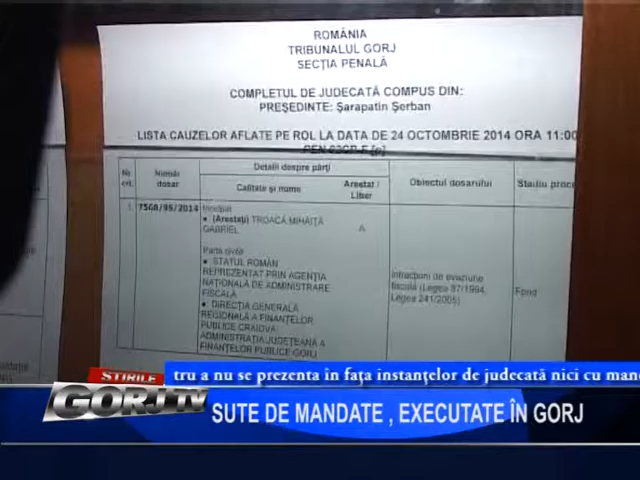 ROMÂNIA
TRIBUNALUL GORJ
SECȚIA PENALĂ
COMPLETUL DE JUDECATĂ COMPUS DIN:
PREȘEDINTE: Șarapatin Șerban
LISTA CAUZELOR AFLATE PE ROL LA DATA DE 24 OCTOMBRIE 2014 ORA 11:00
Nr. crt.
Număr dosar
Detalii despre părți
Calitate și nume
Arestat / Liber
Obiectul dosarului
Stadiu proce
1. 7568/95/2014
Inculpat
• (Arestat) TROACĂ MIHĂIȚĂ
GABRIEL
A
Parte civilă
• STATUL ROMÂN
REPREZENTAT PRIN AGENȚIA
NAȚIONALĂ DE ADMINISTRARE
FISCALĂ
• DIRECȚIA GENERALĂ
REGIONALĂ A FINANȚELOR
PUBLICE CRAIOVA
ADMINISTRAȚIA JUDEȚEANĂ A
FINANȚELOR PUBLICE GORJ
Infracțiuni de evaziune
fiscală (Legea 87/1994,
Legea 241/2005)
Fond
ȘTIRILE
tru a nu se prezenta în fața instanțelor de judecată nici cu mand
GORJ TV
SUTE DE MANDATE , EXECUTATE ÎN GORJ